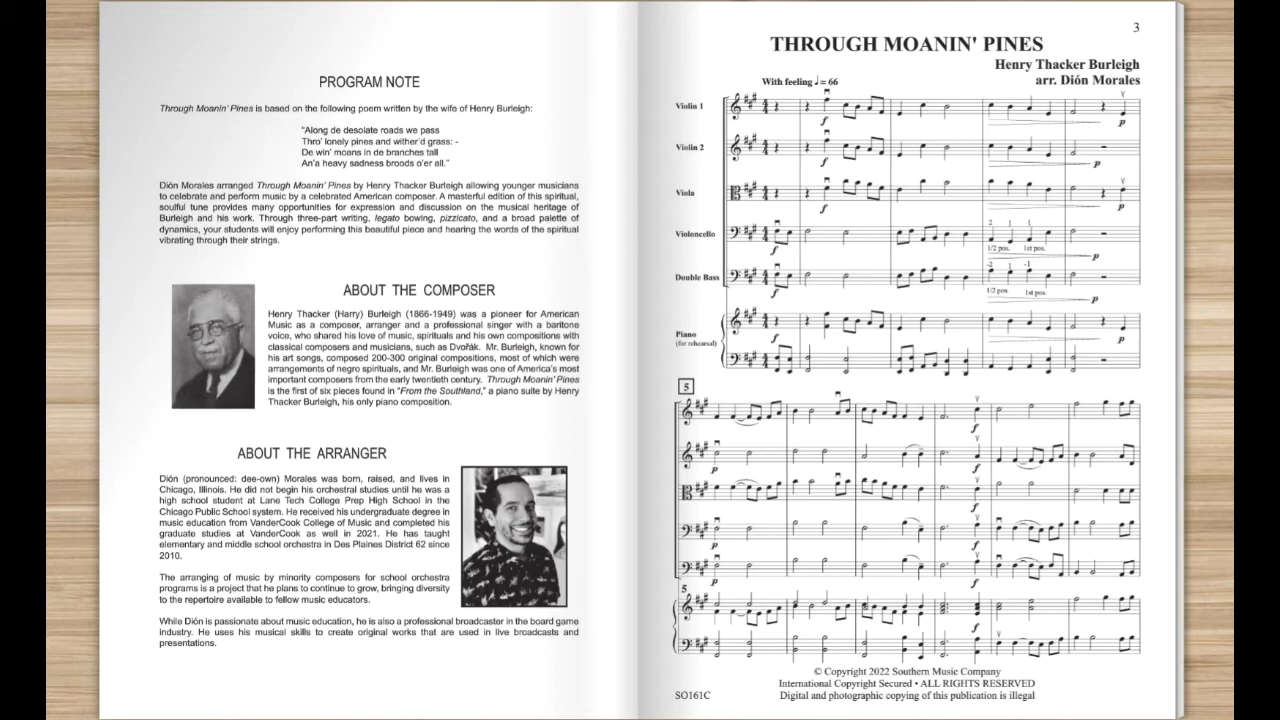 PROGRAM NOTE
Through Moanin' Pines is based on the following poem written by the wife of Henry Burleigh:
"Along de desolate roads we pass
Thro' lonely pines and wither'd grass: -
De win' moans in de branches tall
An'a heavy sadness broods o'er all."
Dión Morales arranged Through Moanin' Pines by Henry Thacker Burleigh allowing younger musicians
to celebrate and perform music by a celebrated American composer. A masterful edition of this spiritual,
soulful tune provides many opportunities for expression and discussion on the musical heritage of
Burleigh and his work. Through three-part writing, legato bowing, pizzicato, and a broad palette of
dynamics, your students will enjoy performing this beautiful piece and hearing the words of the spiritual
vibrating through their strings.
ABOUT THE COMPOSER
Henry Thacker (Harry) Burleigh (1866-1949) was a pioneer for American
Music as a composer, arranger and a professional singer with a baritone
voice, who shared his love of music, spirituals and his own compositions with
classical composers and musicians, such as Dvořák. Mr. Burleigh, known for
his art songs, composed 200-300 original compositions, most of which were
arrangements of negro spirituals, and Mr. Burleigh was one of America's most
important composers from the early twentieth century. Through Moanin' Pines
is the first of six pieces found in "From the Southland," a piano suite by Henry
Thacker Burleigh, his only piano composition.
ABOUT THE ARRANGER
Dión (pronounced: dee-own) Morales was born, raised, and lives in
Chicago, Illinois. He did not begin his orchestral studies until he was a
high school student at Lane Tech College Prep High School in the
Chicago Public School system. He received his undergraduate degree in
music education from VanderCook College of Music and completed his
graduate studies at VanderCook as well in 2021. He has taught
elementary and middle school orchestra in Des Plaines District 62 since
2010.
The arranging of music by minority composers for school orchestra
programs is a project that he plans to continue to grow, bringing diversity
to the repertoire available to fellow music educators.
While Dión is passionate about music education, he is also a professional broadcaster in the board game
industry. He uses his musical skills to create original works that are used in live broadcasts and
presentations.
3
THROUGH MOANIN' PINES
Henry Thacker Burleigh
arr. Dión Morales
With feeling ♩= 66
Violin 1
f
p
Violin 2
f
p
Viola
f
p
Violoncello
f
2 1 1
1/2 pos. 1st pos.
p
Double Bass
f
-2 1 -1
1/2 pos. 1st pos.
p
Piano
(for rehearsal)
f
p
5
f
p
f
p
f
p
f
5
f
© Copyright 2022 Southern Music Company
International Copyright Secured • ALL RIGHTS RESERVED
SO161C Digital and photographic copying of this publication is illegal